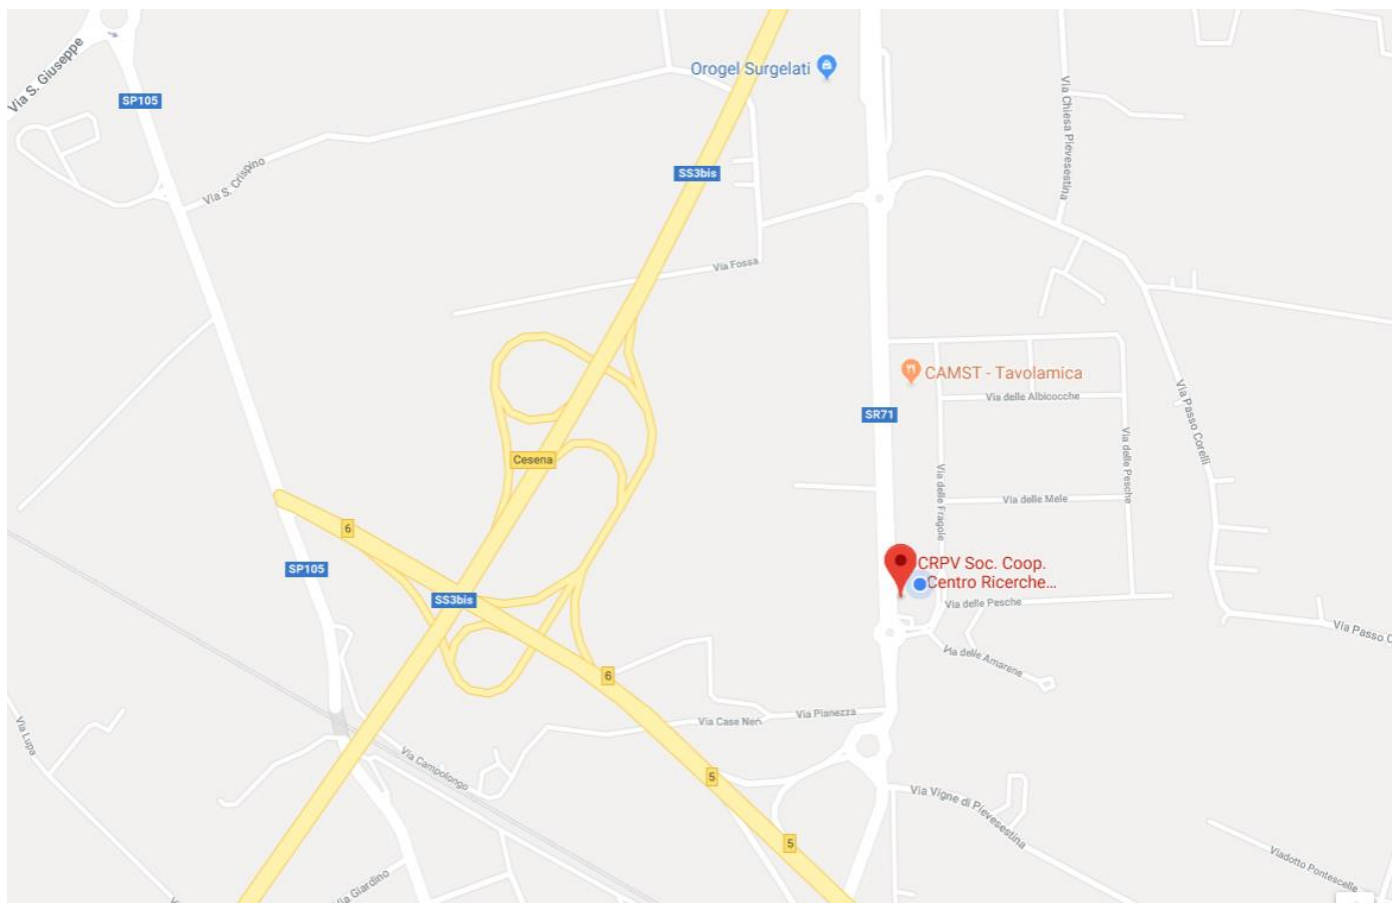 Via S. Giuseppe
SP105
Via S. Crispino
Orogel Surgelati
SS3bis
Via Chiesa Pievesestina
Via Fossa
CAMST - Tavolamica
Via delle Albicocche
SR71
Via Passo Corelli
Via delle Pesche
Cesena
Via delle Fragole
Via delle Mele
6
SP105
CRPV Soc. Coop.
Centro Ricerche…
SS3bis
Via delle Pesche
Via Passo C
Via delle Amarene
6
Via Pianezza
Via Case Neri
Via Lupa
Via Campolongo
5
Via Vigne di Pievesestina
5
Viadotto Pontescelle
Via Giardino